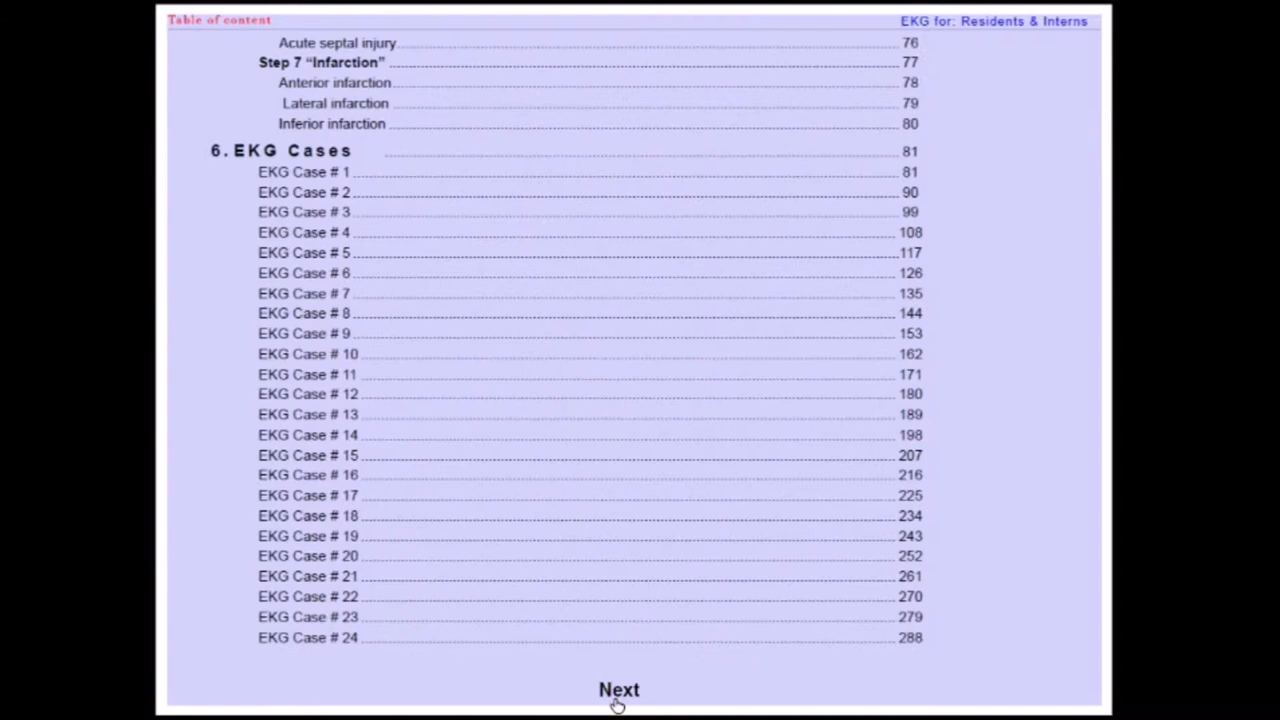 Table of content
EKG for: Residents & Interns
Acute septal injury 76
Step 7 “Infarction” 77
Anterior infarction 78
Lateral infarction 79
Inferior infarction 80
6. EKG Cases 81
EKG Case # 1 81
EKG Case # 2 90
EKG Case # 3 99
EKG Case # 4 108
EKG Case # 5 117
EKG Case # 6 126
EKG Case # 7 135
EKG Case # 8 144
EKG Case # 9 153
EKG Case # 10 162
EKG Case # 11 171
EKG Case # 12 180
EKG Case # 13 189
EKG Case # 14 198
EKG Case # 15 207
EKG Case # 16 216
EKG Case # 17 225
EKG Case # 18 234
EKG Case # 19 243
EKG Case # 20 252
EKG Case # 21 261
EKG Case # 22 270
EKG Case # 23 279
EKG Case # 24 288
Next